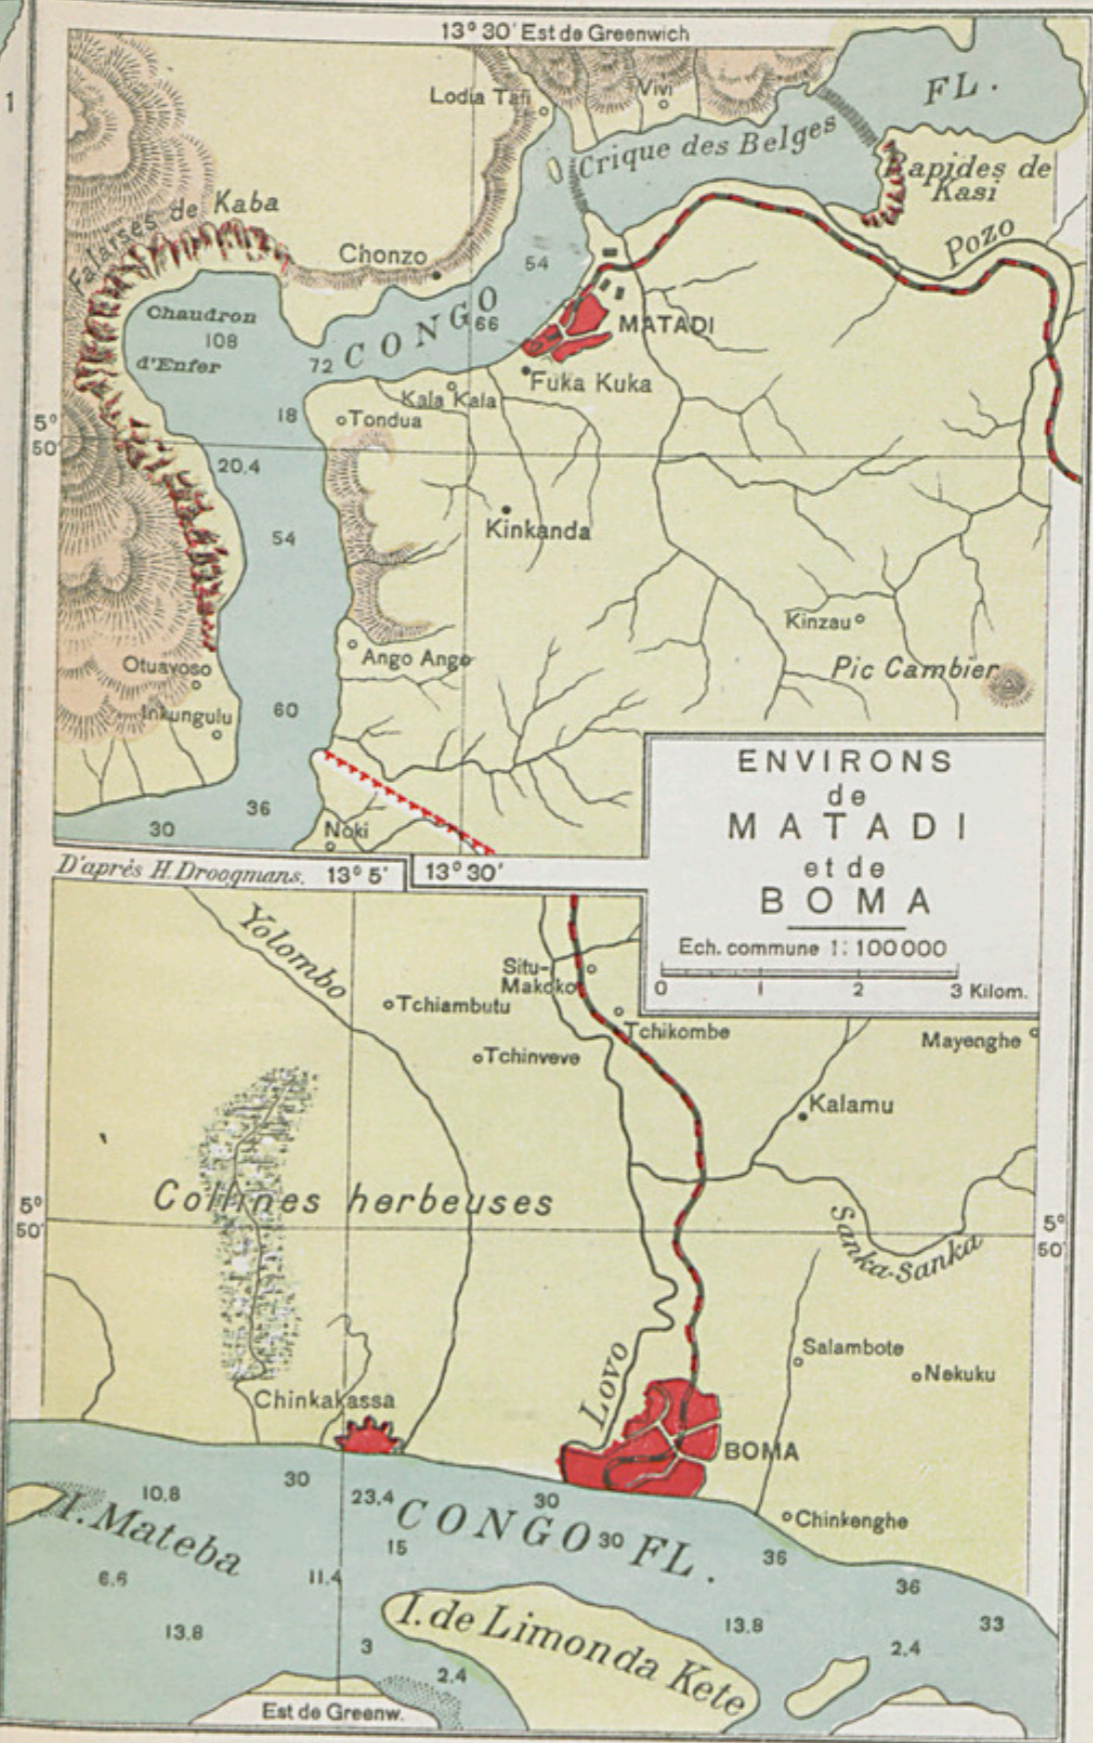 1
13° 30' Est de Greenwich
Lodia Tafi
Vivi
FL.
Crique des Belges
Rapides de
Kasi
Falaises de Kaba
Chonzo
Pozo
54
CONGO
66
Chaudron
108
d'Enfer
72
MATADI
Fuka Kuka
Kala Kala
18
Tondua
5°
50'
20.4
54
Kinkanda
Kinzau
Otuavoso
Ango Ango
Pic Cambier
Inkungulu
60
36
30
Noki
ENVIRONS
de
MATADI
et de
BOMA
Ech. commune 1:100000
0 1 2 3 Kilom.
D'après H. Droogmans. 13° 5' 13° 30'
Yolombo
Situ-
Makoko
Tchiambutu
Tchikombe
Mayenghe
Tchinveve
Kalamu
Collines herbeuses
5°
50'
5°
50'
Sanka-Sanka
Lovo
Salambote
Nekuku
Chinkakassa
BOMA
30
10.8
23.4
30
CONGO FL.
30
Chinkenghe
I. Mateba
15
36
6.6
11.4
36
I. de Limonda Kete
13.8
13.8
33
3
2.4
2.4
Est de Greenw.